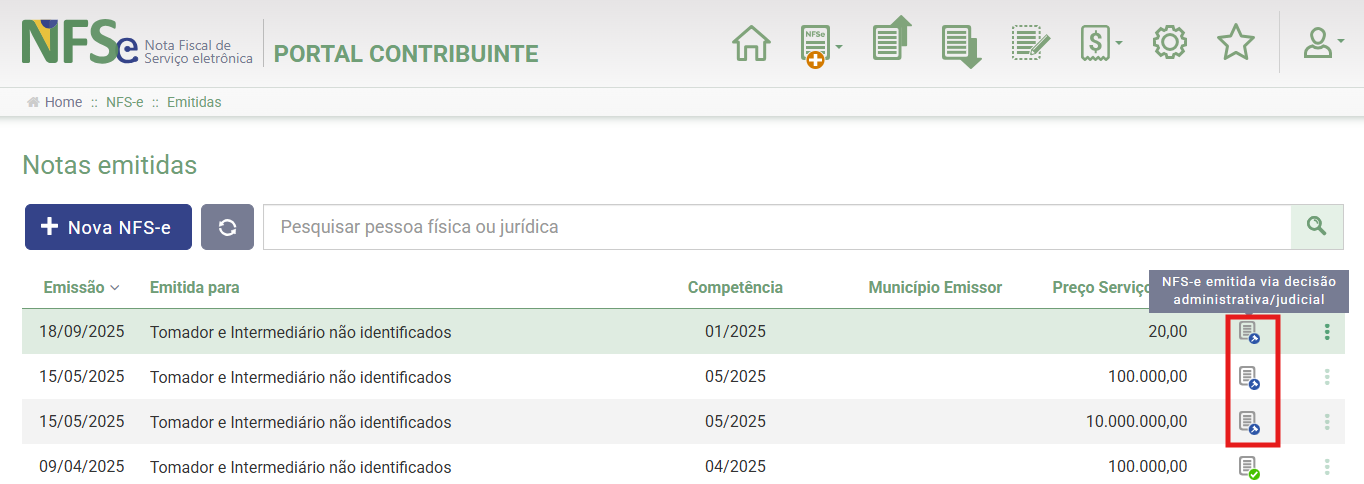 NFSe Nota Fiscal de
Serviço eletrônica
PORTAL CONTRIBUINTE
NFSe
Home :: NFS-e :: Emitidas
Notas emitidas
Nova NFS-e
Pesquisar pessoa física ou jurídica
NFS-e emitida via decisão
administrativa/judicial
Emissão Emitida para Competência Município Emissor Preço Serviço
18/09/2025 Tomador e Intermediário não identificados 01/2025 20,00
15/05/2025 Tomador e Intermediário não identificados 05/2025 100.000,00
15/05/2025 Tomador e Intermediário não identificados 05/2025 10.000.000,00
09/04/2025 Tomador e Intermediário não identificados 04/2025 100.000,00